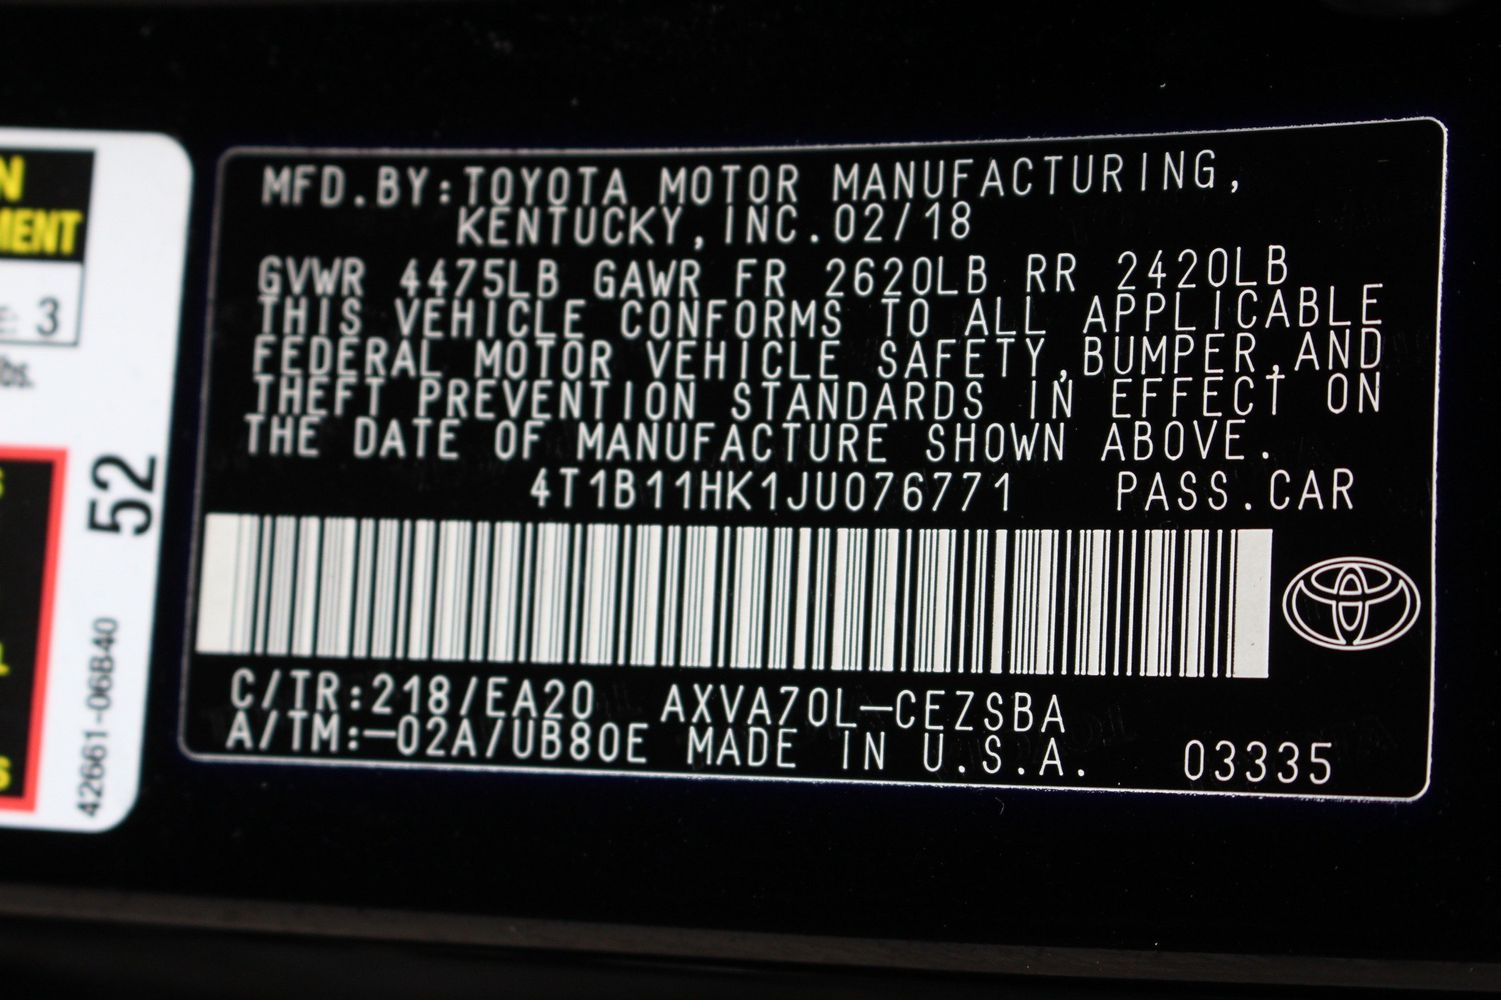 N
MENT
3
bs.
52
42661-06B40
MFD.BY:TOYOTA MOTOR MANUFACTURING,
KENTUCKY,INC.02/18
GVWR 4475LB GAWR FR 2620LB RR 2420LB
THIS VEHICLE CONFORMS TO ALL APPLICABLE
FEDERAL MOTOR VEHICLE SAFETY,BUMPER,AND
THEFT PREVENTION STANDARDS IN EFFECT ON
THE DATE OF MANUFACTURE SHOWN ABOVE.
4T1B11HK1JU076771 PASS.CAR
C/TR:218/EA20 AXVA70L-CEZSBA
A/TM:-02A/UB80E MADE IN U.S.A. 03335